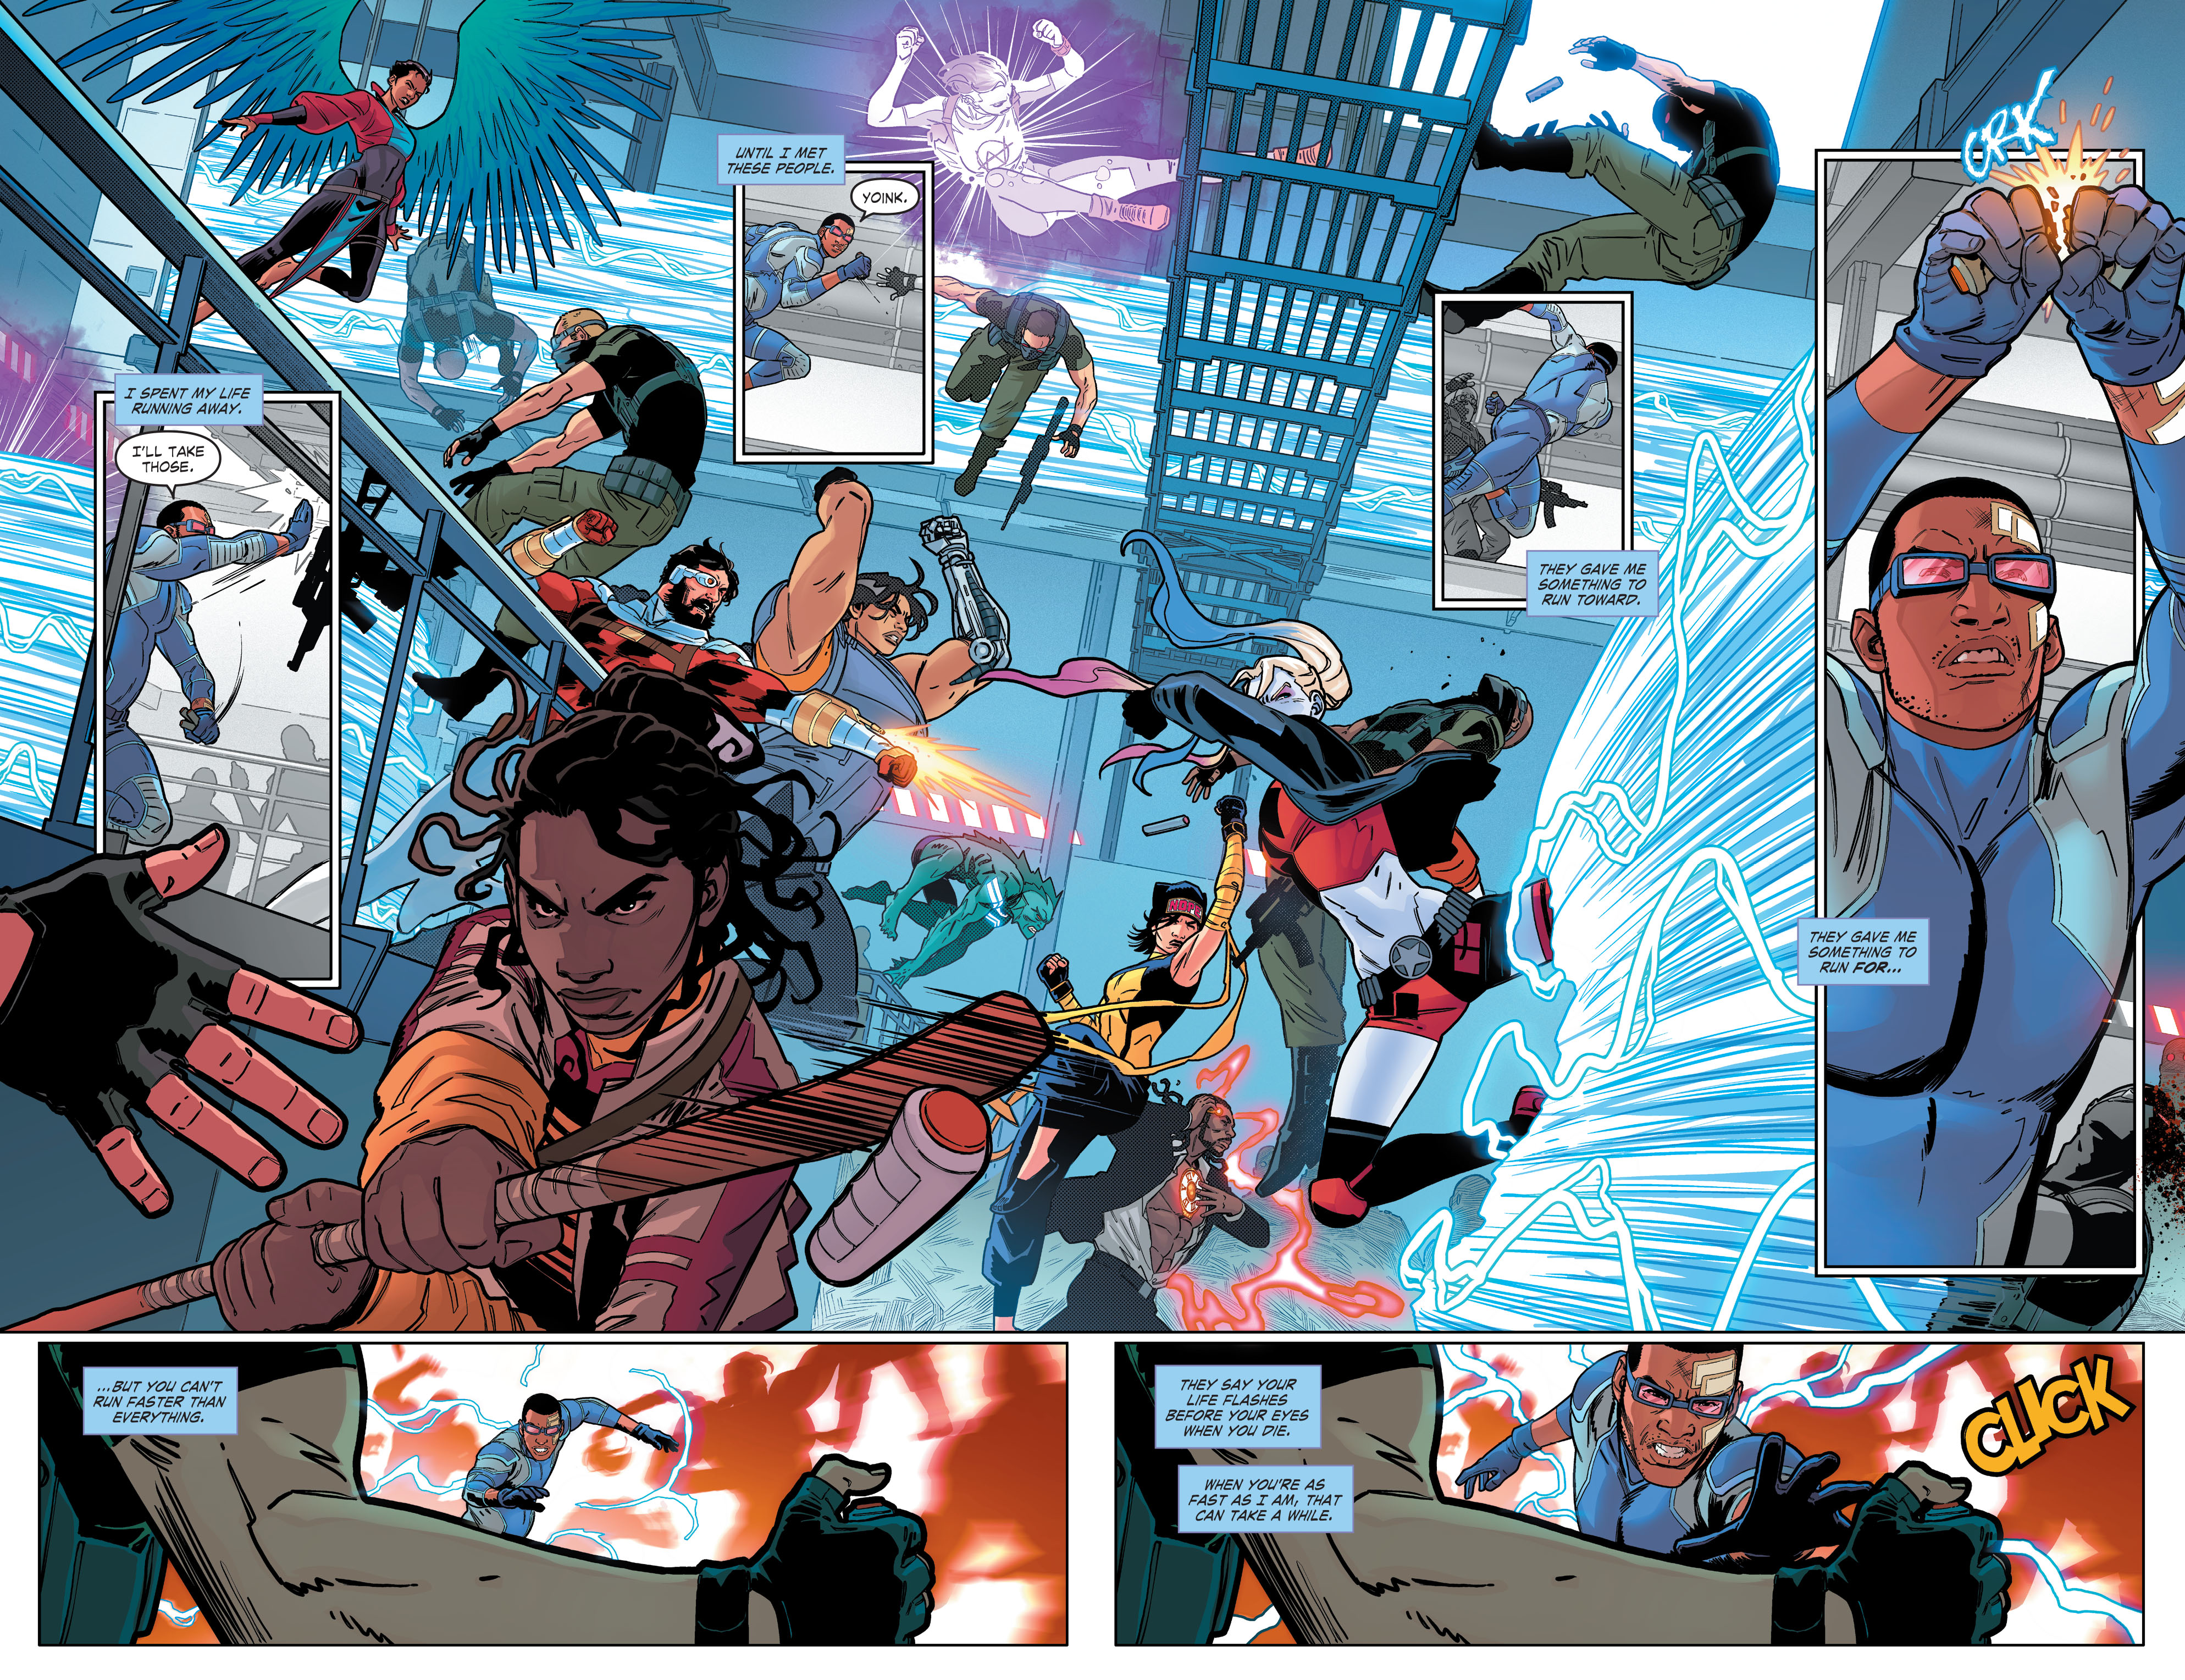 I SPENT MY LIFE
RUNNING AWAY.
I'LL TAKE
THOSE.
UNTIL I MET
THESE PEOPLE.
YOINK.
THEY GAVE ME
SOMETHING TO
RUN TOWARD.
CRK
NOPE
THEY GAVE ME
SOMETHING TO
RUN FOR...
...BUT YOU CAN'T
RUN FASTER THAN
EVERYTHING.
THEY SAY YOUR
LIFE FLASHES
BEFORE YOUR EYES
WHEN YOU DIE.
WHEN YOU'RE AS
FAST AS I AM, THAT
CAN TAKE A WHILE.
CLICK